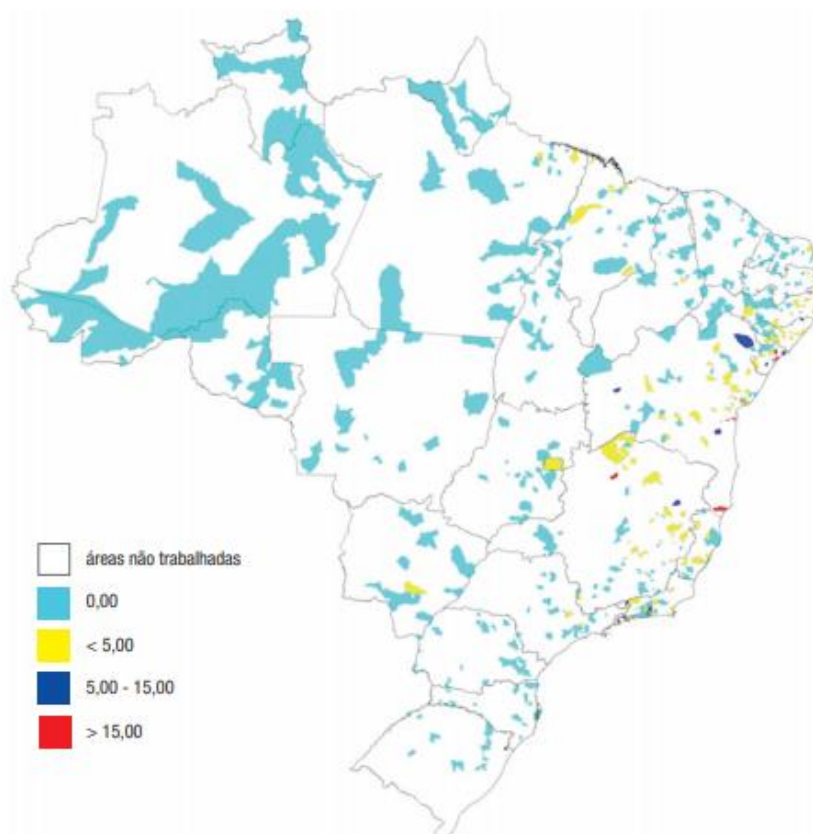 áreas não trabalhadas
0,00
< 5,00
5,00 - 15,00
> 15,00